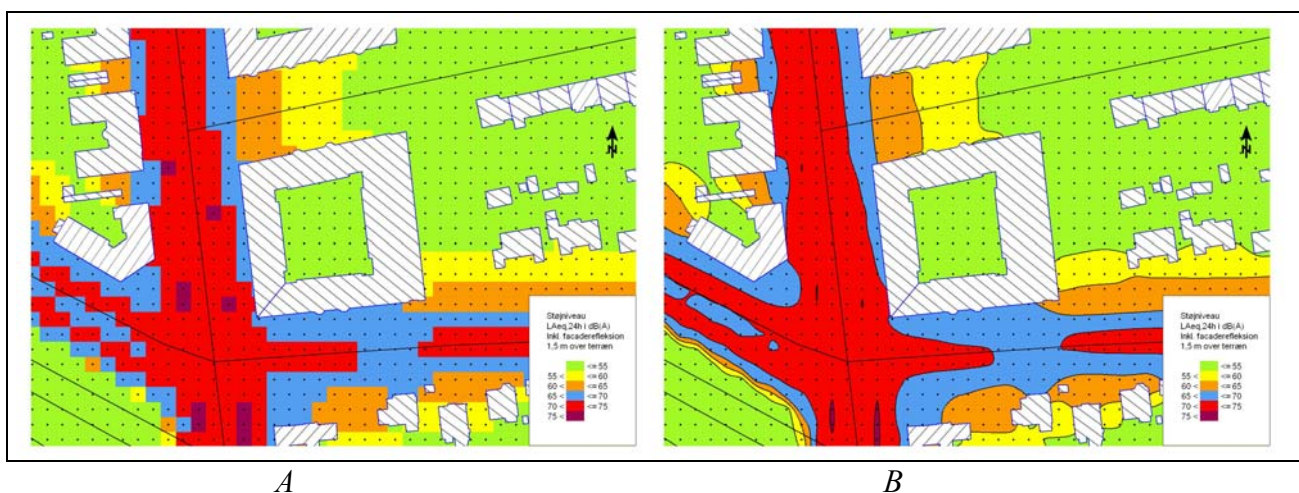 N
N
Støjniveau
LAeq,24h i dB(A)
Inkl. facaderefleksion
1,5 m over terræn
<= 55
55 < <= 60
60 < <= 65
65 < <= 70
70 < <= 75
75 <
Støjniveau
LAeq,24h i dB(A)
Inkl. facaderefleksion
1,5 m over terræn
<= 55
55 < <= 60
60 < <= 65
65 < <= 70
70 < <= 75
75 <
A
B